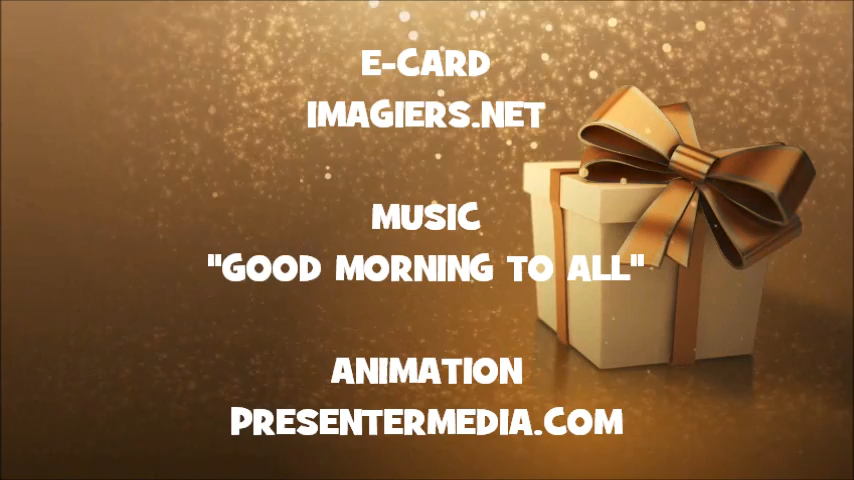 E-CARD
IMAGIERS.NET
MUSIC
"GOOD MORNING TO ALL"
ANIMATION
PRESENTERMEDIA.COM